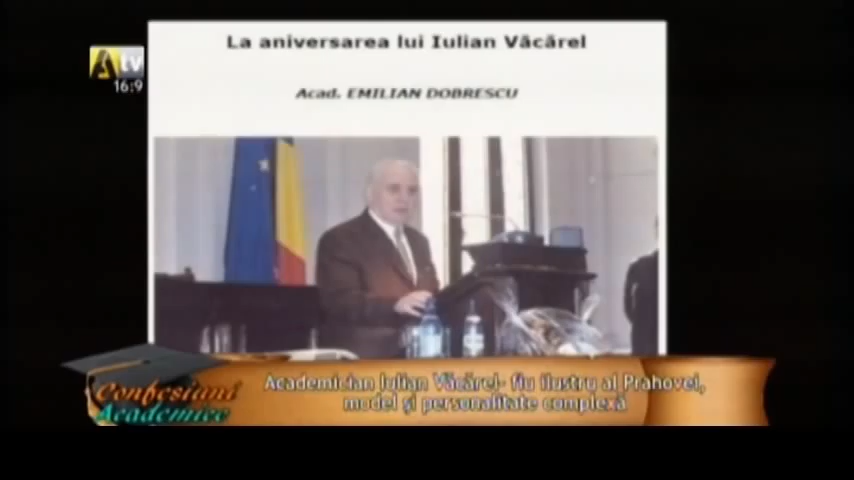 La aniversarea lui Iulian Văcărel
Acad. EMILIAN DOBRESCU
Atv
16:9
Academician Iulian Văcărel- fiu ilustru al Prahovei,
model și personalitate complexă
Confesiuni
Academice